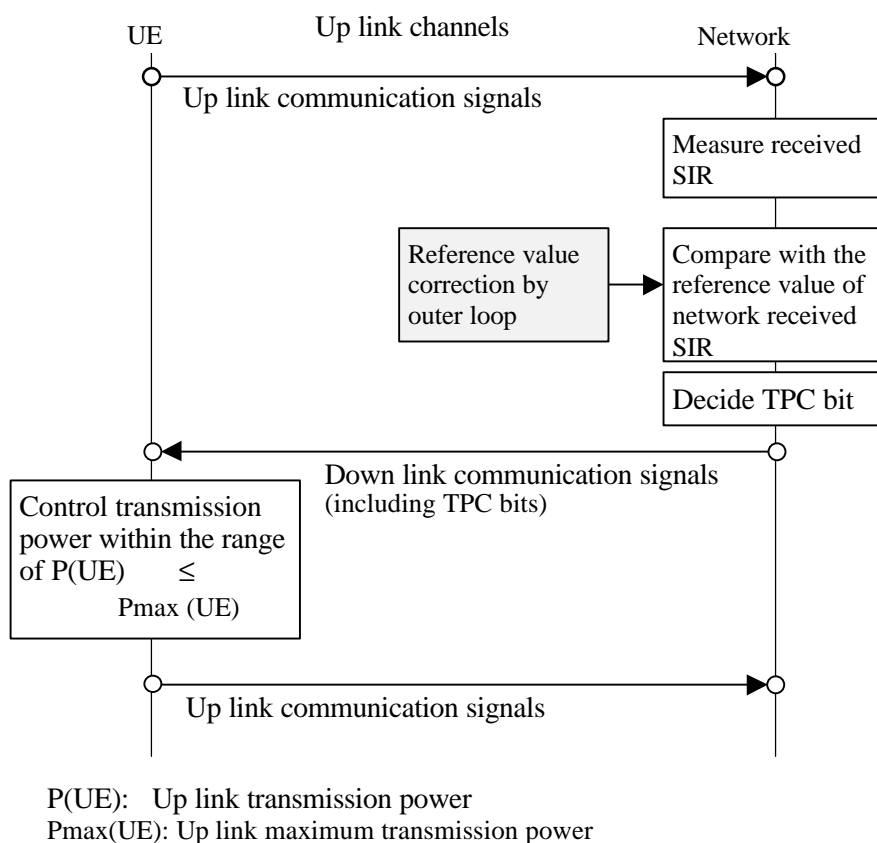 Up link channels
UE
Network
Up link communication signals
Measure received
SIR
Reference value
correction by
outer loop
Compare with the
reference value of
network received
SIR
Decide TPC bit
Down link communication signals
(including TPC bits)
Control transmission
power within the range
of P(UE) ≤
Pmax (UE)
Up link communication signals
P(UE): Up link transmission power
Pmax(UE): Up link maximum transmission power